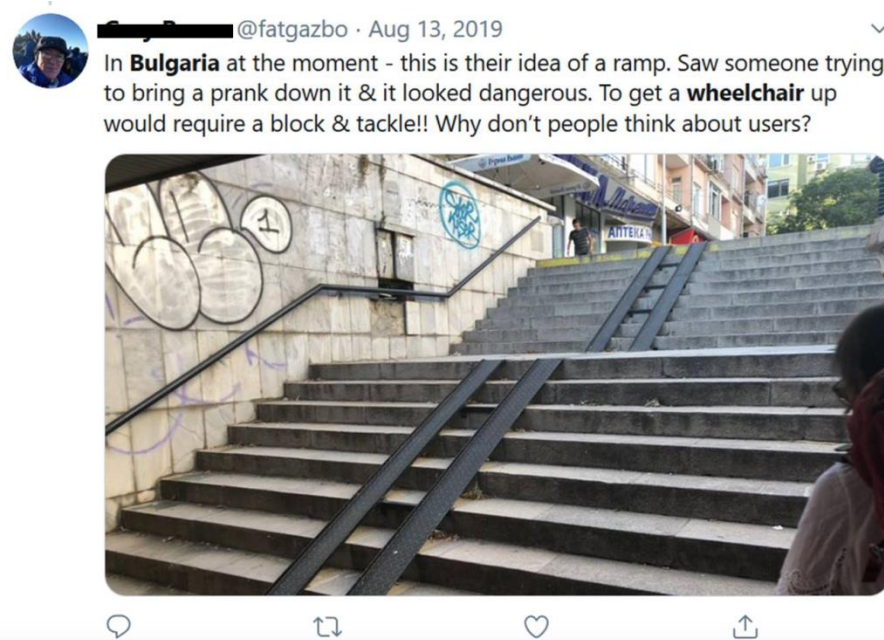 @fatgazbo · Aug 13, 2019
In Bulgaria at the moment - this is their idea of a ramp. Saw someone trying
to bring a prank down it & it looked dangerous. To get a wheelchair up
would require a block & tackle!! Why don't people think about users?
АПТЕКА
1